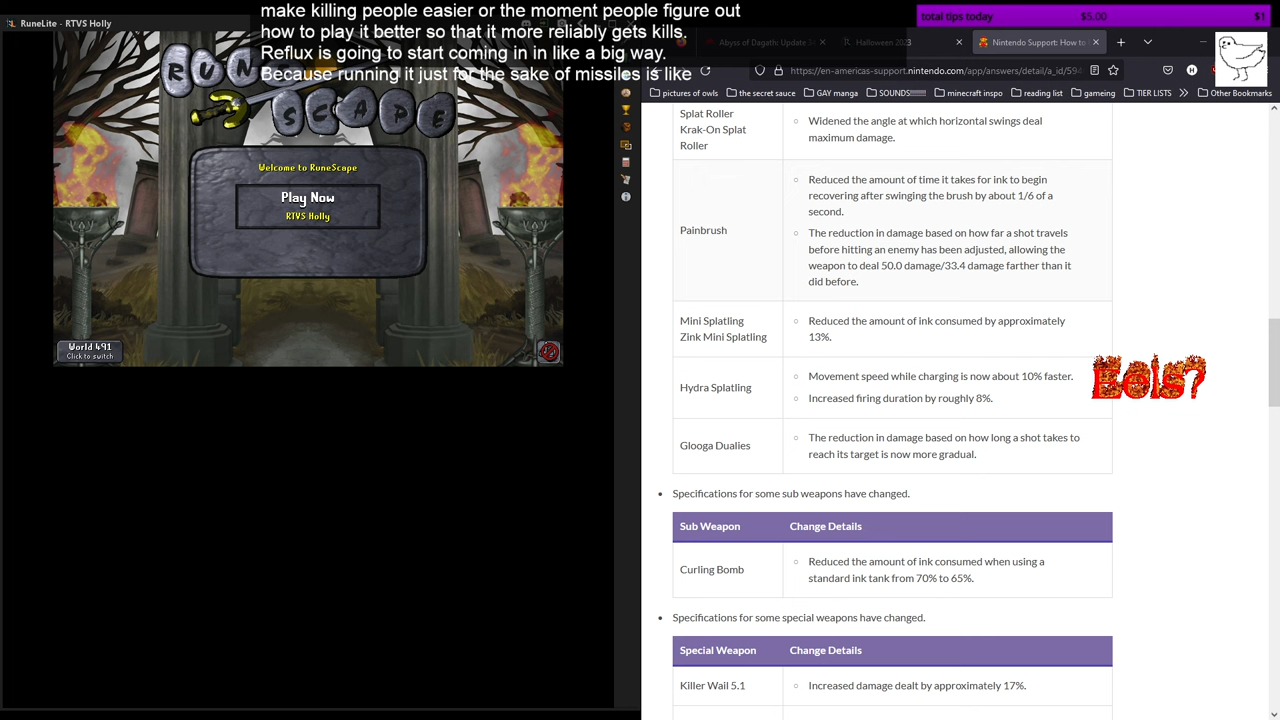 RuneLite - RTVS Holly
make killing people easier or the moment people figure out
how to play it better so that it more reliably gets kills.
Reflux is going to start coming in in like a big way.
Because running it just for the sake of missiles is like
total tips today $5.00 $1
Abyss of Dagath: Update
Halloween 2023
Nintendo Support: How to
https://en-americas-support.nintendo.com/app/answers/detail/a_id/594
pictures of owls
the secret sauce
GAY manga
SOUNDS
minecraft inspo
reading list
gameing
TIER LISTS
Other Bookmarks
RUN
SCAPE
Welcome to RuneScape
Play Now
RTVS Holly
World 491
Click to switch
Splat Roller
Krak-On Splat
Roller
Widened the angle at which horizontal swings deal
maximum damage.
Painbrush
Reduced the amount of time it takes for ink to begin
recovering after swinging the brush by about 1/6 of a
second.
The reduction in damage based on how far a shot travels
before hitting an enemy has been adjusted, allowing the
weapon to deal 50.0 damage/33.4 damage farther than it
did before.
Mini Splatling
Zink Mini Splatling
Reduced the amount of ink consumed by approximately
13%.
Hydra Splatling
Movement speed while charging is now about 10% faster.
Increased firing duration by roughly 8%.
Glooga Dualies
The reduction in damage based on how long a shot takes to
reach its target is now more gradual.
Eels?
Specifications for some sub weapons have changed.
Sub Weapon Change Details
Curling Bomb
Reduced the amount of ink consumed when using a
standard ink tank from 70% to 65%.
Specifications for some special weapons have changed.
Special Weapon Change Details
Killer Wail 5.1
Increased damage dealt by approximately 17%.